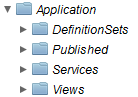 Application
DefinitionSets
Published
Services
Views